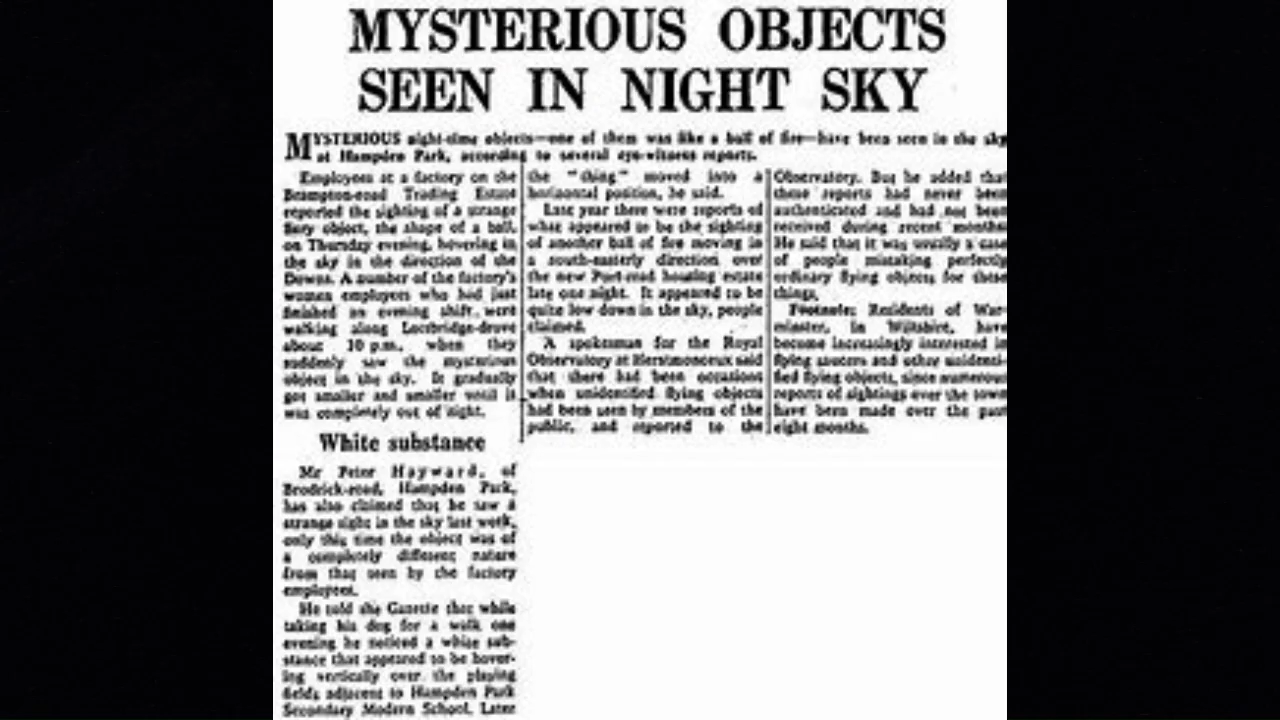 MYSTERIOUS OBJECTS
SEEN IN NIGHT SKY
MYSTERIOUS night-time objects—one of them was like a ball of fire—have been seen in the sky
at Hampden Park, according to several eye-witness reports.
Employees at a factory on the
Brampton-road Trading Estate
reported the sighting of a strange
fiery object, the shape of a ball,
on Thursday evening, hovering in
the sky in the direction of the
Downs. A number of the factory's
women employees who had just
finished an evening shift, were
walking along Lottbridge-drove
about 10 p.m., when they
suddenly saw the mysterious
object in the sky. It gradually
got smaller and smaller until it
was completely out of sight.
White substance
Mr Peter Hayward, of
Brodrick-road, Hampden Park,
has also claimed that he saw a
strange sight in the sky last week,
only this time the object was of
a completely different nature
from that seen by the factory
employees.
He told the Gazette that while
taking his dog for a walk one
evening he noticed a white sub-
stance that appeared to be hover-
ing vertically over the playing
fields adjacent to Hampden Park
Secondary Modern School. Later
the "thing" moved into a
horizontal position, he said.
Last year there were reports of
what appeared to be the sighting
of another ball of fire moving in
a south-easterly direction over
the new Port-road housing estate
late one night. It appeared to be
quite low down in the sky, people
claimed.
A spokesman for the Royal
Observatory at Herstmonceux said
that there had been occasions
when unidentified flying objects
had been seen by members of the
public, and reported to the
Observatory. But he added that
these reports had never been
authenticated and had not been
received during recent months.
He said that it was usually a case
of people mistaking perfectly
ordinary flying objects for these
things.
Footnote: Residents of War-
minster, in Wiltshire, have
become increasingly interested in
flying saucers and other unidenti-
fied flying objects, since numerous
reports of sightings over the town
have been made over the past
eight months.